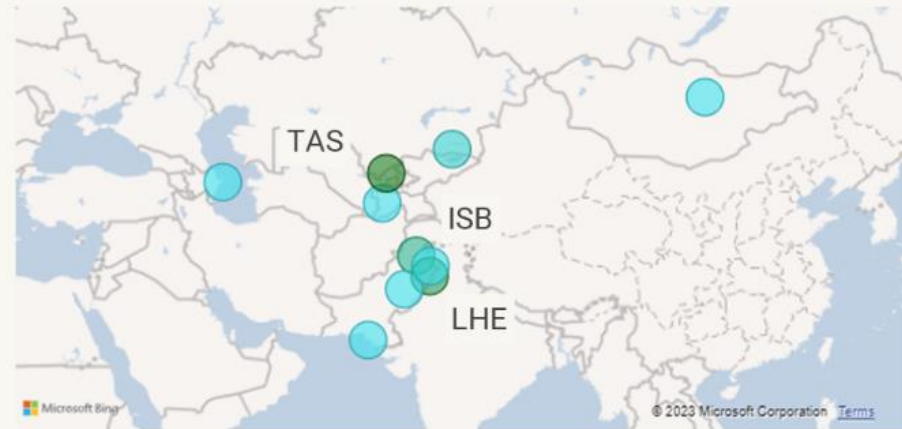 TAS
ISB
LHE
Microsoft Bing
© 2023 Microsoft Corporation Terms